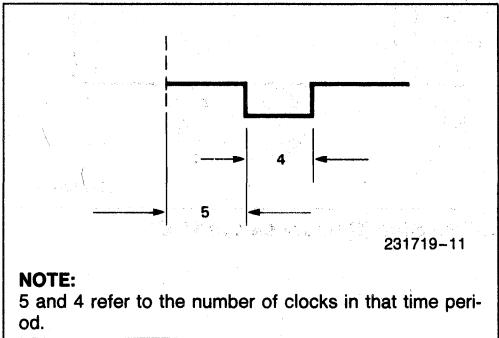 4
5
231719-11
NOTE:
5 and 4 refer to the number of clocks in that time peri-
od.